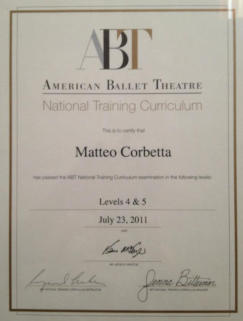 ABT
AMERICAN BALLET THEATRE
National Training Curriculum
This is to certify that
Matteo Corbetta
has passed the ABT National Training Curriculum examination in the following levels:
Levels 4 & 5
July 23, 2011